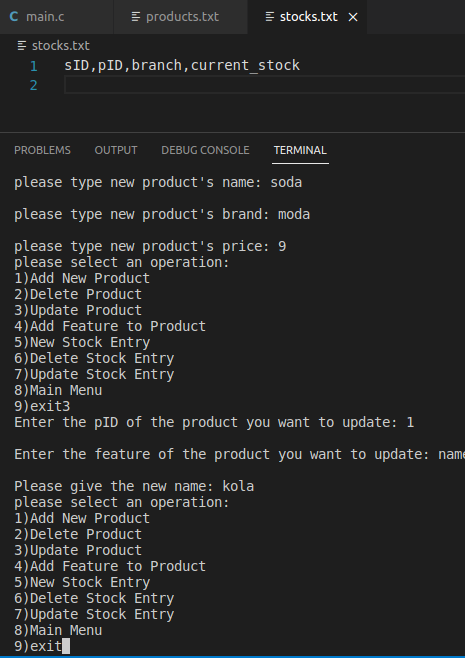 C main.c products.txt stocks.txt ×
stocks.txt
1 sID,pID,branch,current_stock
2
PROBLEMS OUTPUT DEBUG CONSOLE TERMINAL
please type new product's name: soda
please type new product's brand: moda
please type new product's price: 9
please select an operation:
1)Add New Product
2)Delete Product
3)Update Product
4)Add Feature to Product
5)New Stock Entry
6)Delete Stock Entry
7)Update Stock Entry
8)Main Menu
9)exit3
Enter the pID of the product you want to update: 1
Enter the feature of the product you want to update: name
Please give the new name: kola
please select an operation:
1)Add New Product
2)Delete Product
3)Update Product
4)Add Feature to Product
5)New Stock Entry
6)Delete Stock Entry
7)Update Stock Entry
8)Main Menu
9)exit